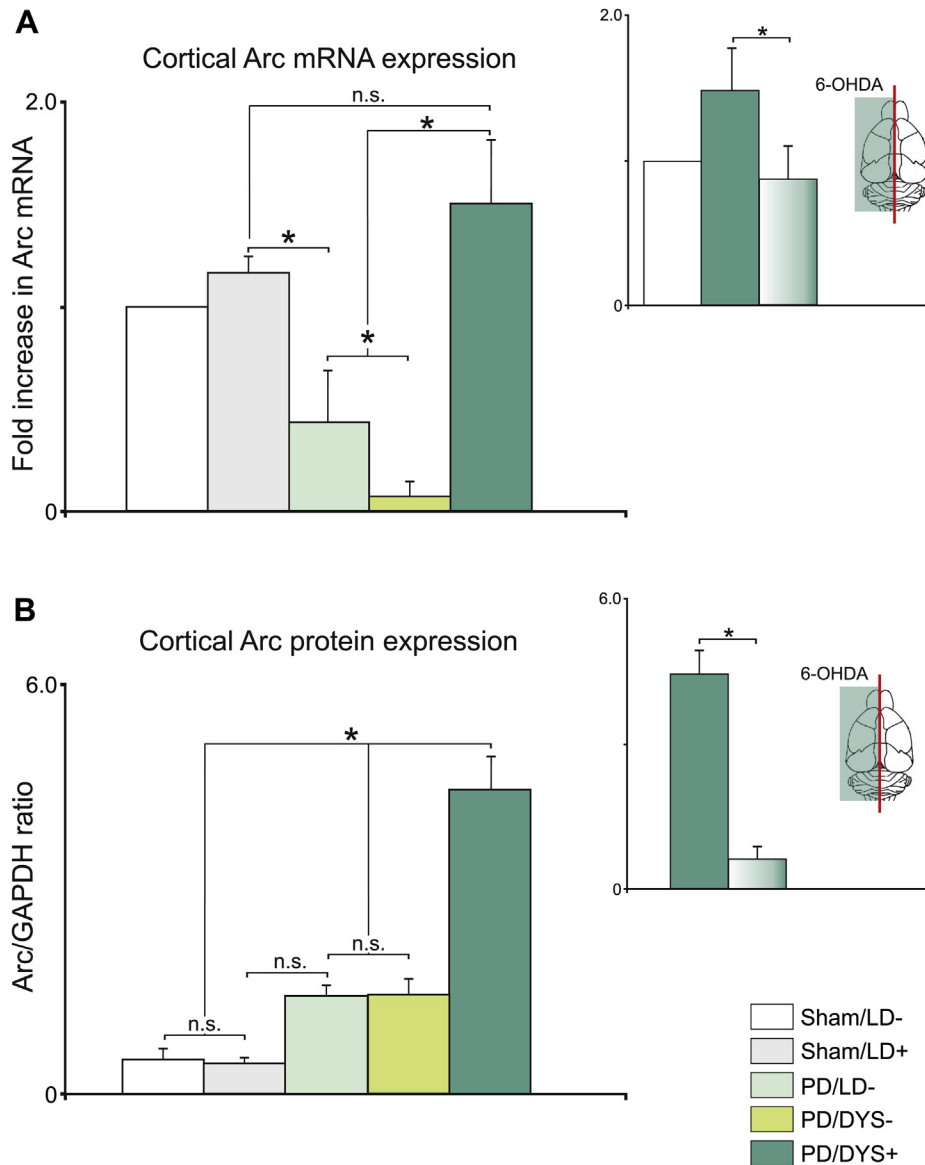 A
Cortical Arc mRNA expression
2.0
n.s.
*
*
*
Fold increase in Arc mRNA
0
2.0
*
6-OHDA
0
B
Cortical Arc protein expression
6.0
*
n.s.
n.s.
n.s.
Arc/GAPDH ratio
0
6.0
*
6-OHDA
0
Sham/LD-
Sham/LD+
PD/LD-
PD/DYS-
PD/DYS+